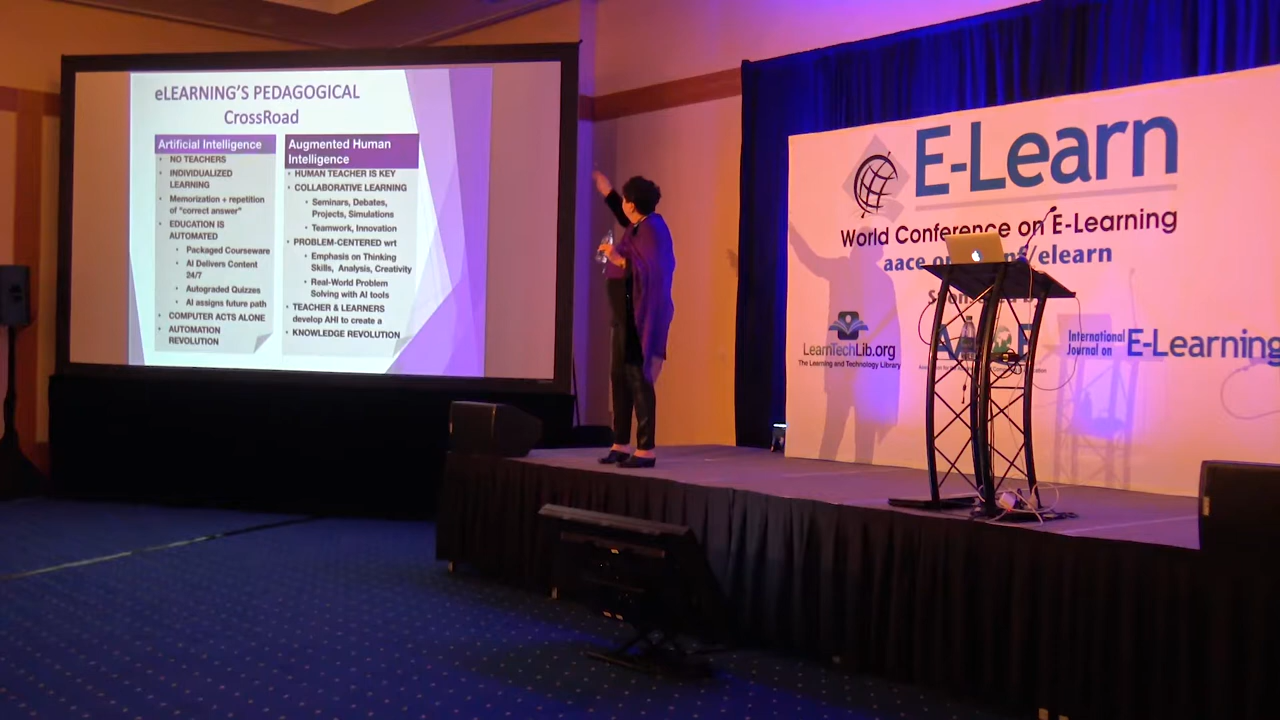 eLEARNING'S PEDAGOGICAL
CrossRoad
Artificial Intelligence
• NO TEACHERS
• INDIVIDUALIZED
LEARNING
• Memorization + repetition
of "correct answer"
• EDUCATION IS
AUTOMATED
• Packaged Courseware
• AI Delivers Content
24/7
• Autograded Quizzes
• AI assigns future path
• COMPUTER ACTS ALONE
• AUTOMATION
REVOLUTION
Augmented Human
Intelligence
• HUMAN TEACHER IS KEY
• COLLABORATIVE LEARNING
• Seminars, Debates,
Projects, Simulations
• Teamwork, Innovation
• PROBLEM-CENTERED wrt
• Emphasis on Thinking
Skills, Analysis, Creativity
• Real-World Problem
Solving with AI tools
• TEACHER & LEARNERS
develop AHI to create a
• KNOWLEDGE REVOLUTION
E-Learn
World Conference on E-Learning
aace /elearn
LearnTechLib.org
The Learning and Technology Library
International
Journal on
E-Learning